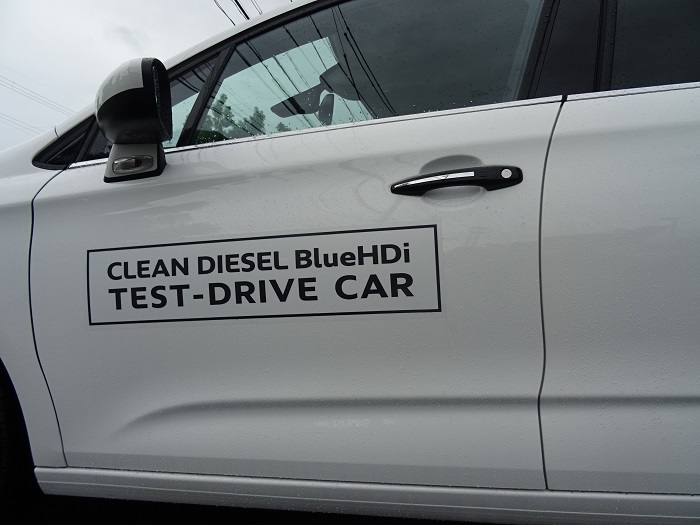 CLEAN DIESEL BlueHDi
TEST-DRIVE CAR